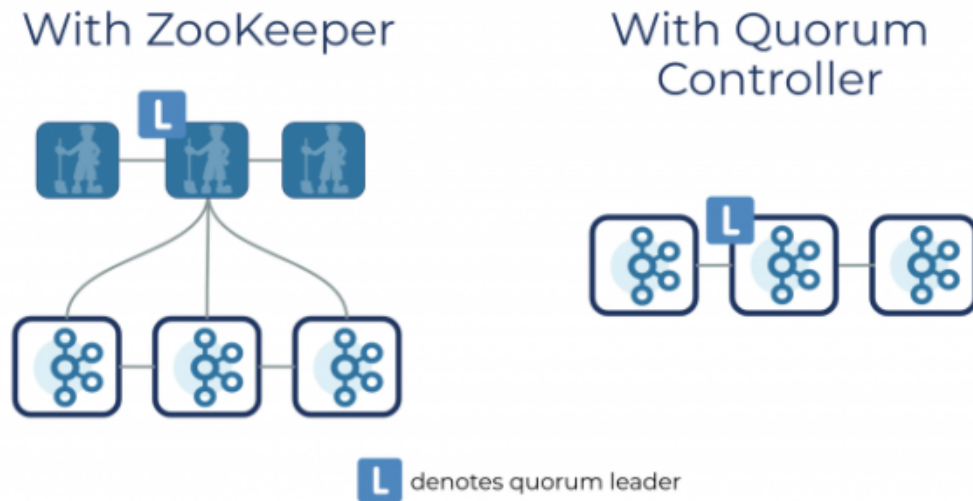 With ZooKeeper
With Quorum
Controller
L
L
L denotes quorum leader